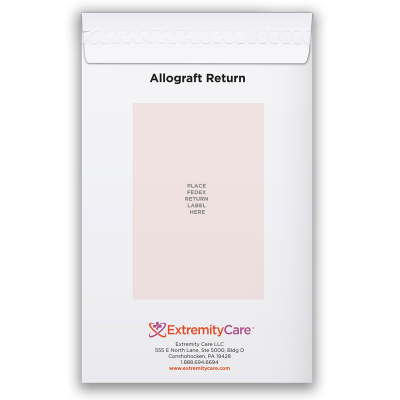 Allograft Return
PLACE
FEDEX
RETURN
LABEL
HERE
ExtremityCare™
Extremity Care LLC
555 E North Lane, Ste 5000, Bldg D
Conshohocken, PA 19428
1.888.694.6694
www.extremitycare.com